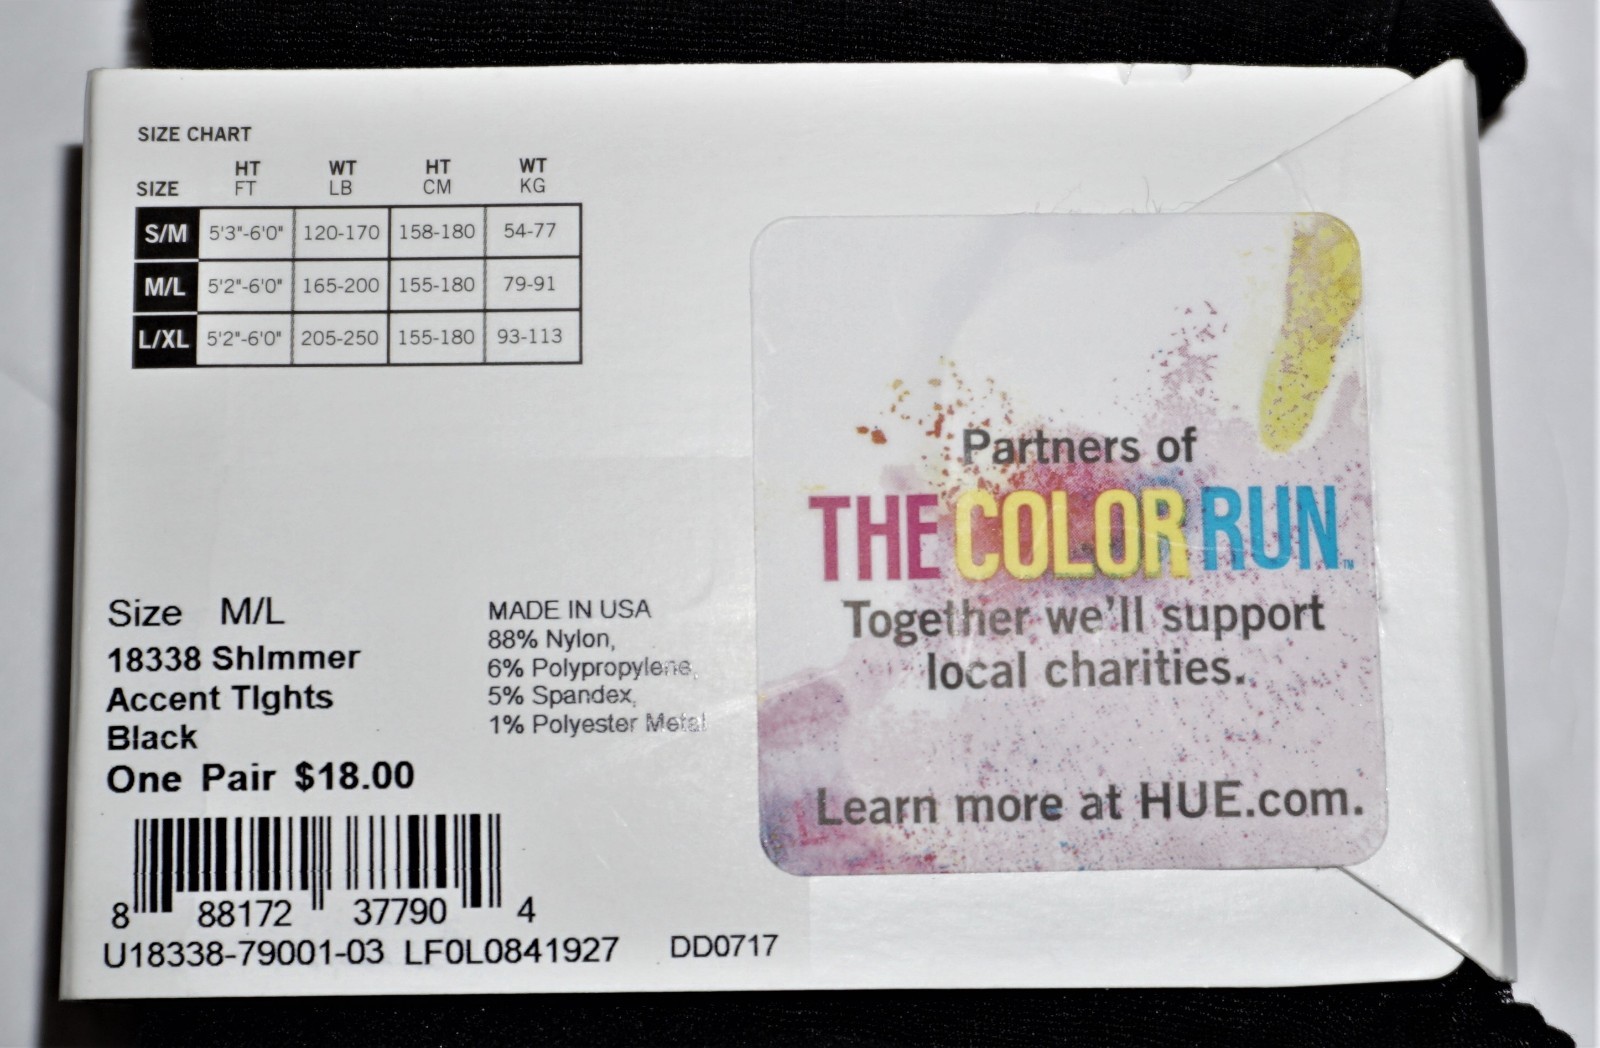 SIZE CHART
SIZE HT FT WT LB HT CM WT KG
S/M 5'3"-6'0" 120-170 158-180 54-77
M/L 5'2"-6'0" 165-200 155-180 79-91
L/XL 5'2"-6'0" 205-250 155-180 93-113
Size M/L
18338 ShImmer
Accent TIghts
Black
One Pair $18.00
MADE IN USA
88% Nylon,
6% Polypropylene,
5% Spandex,
1% Polyester Metal
8 88172 37790 4
U18338-79001-03 LF0L0841927 DD0717
Partners of
THE COLOR RUN™
Together we'll support
local charities.
Learn more at HUE.com.